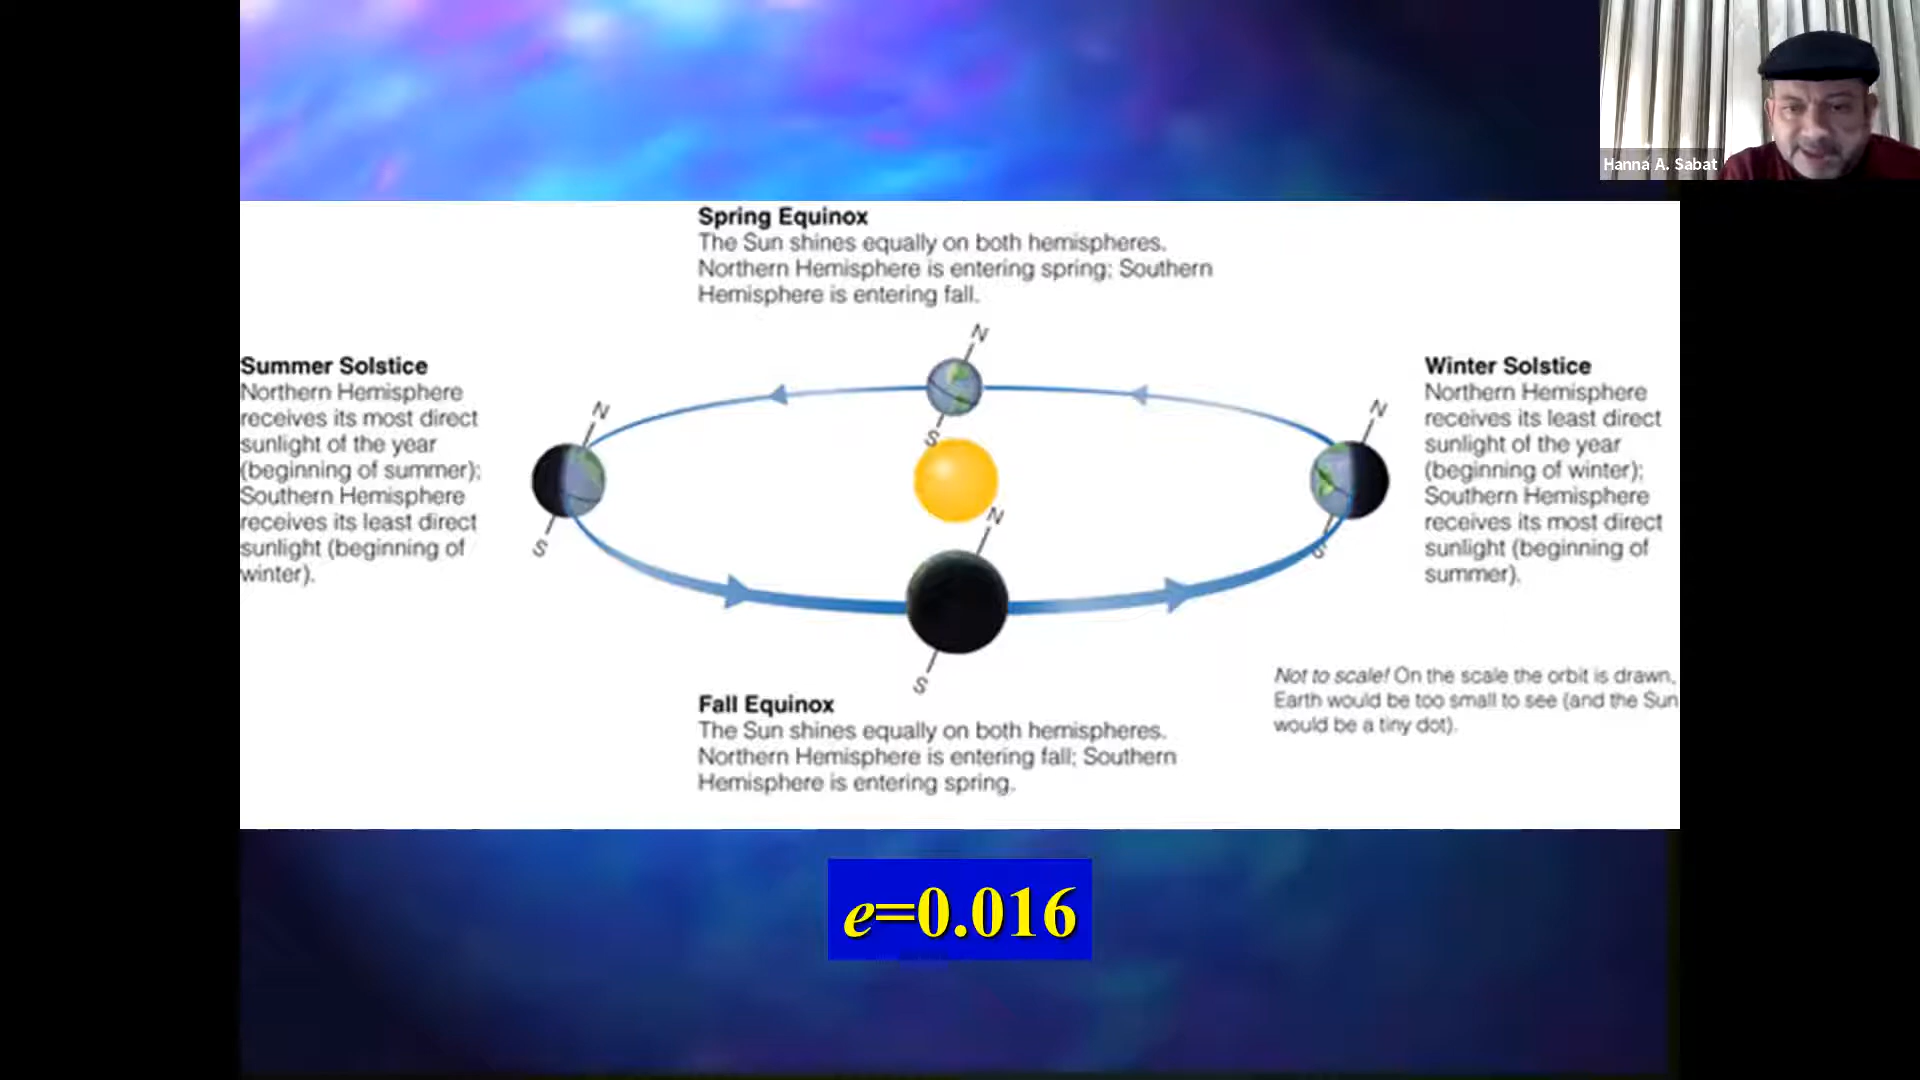 Hanna A. Sabat
Spring Equinox
The Sun shines equally on both hemispheres.
Northern Hemisphere is entering spring; Southern
Hemisphere is entering fall.
N
S
Summer Solstice
Northern Hemisphere
receives its most direct
sunlight of the year
(beginning of summer);
Southern Hemisphere
receives its least direct
sunlight (beginning of
winter).
N
S
Winter Solstice
Northern Hemisphere
receives its least direct
sunlight of the year
(beginning of winter);
Southern Hemisphere
receives its most direct
sunlight (beginning of
summer).
N
S
N
S
Fall Equinox
The Sun shines equally on both hemispheres.
Northern Hemisphere is entering fall; Southern
Hemisphere is entering spring.
Not to scale! On the scale the orbit is drawn,
Earth would be too small to see (and the Sun
would be a tiny dot).
e=0.016